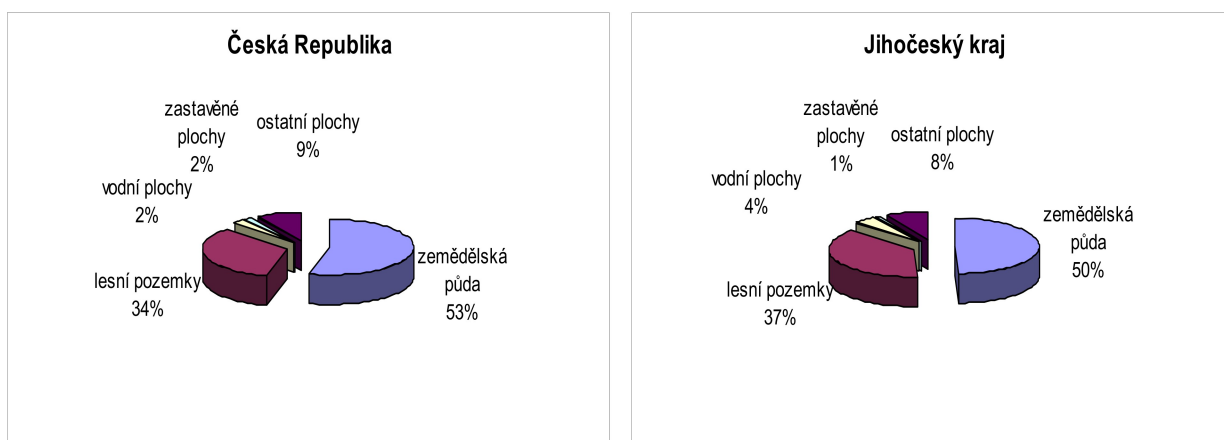 Česká Republika
zastavěné
plochy
2%
ostatní plochy
9%
vodní plochy
2%
lesní pozemky
34%
zemědělská
půda
53%
Jihočeský kraj
zastavěné
plochy
1%
ostatní plochy
8%
vodní plochy
4%
lesní pozemky
37%
zemědělská
půda
50%